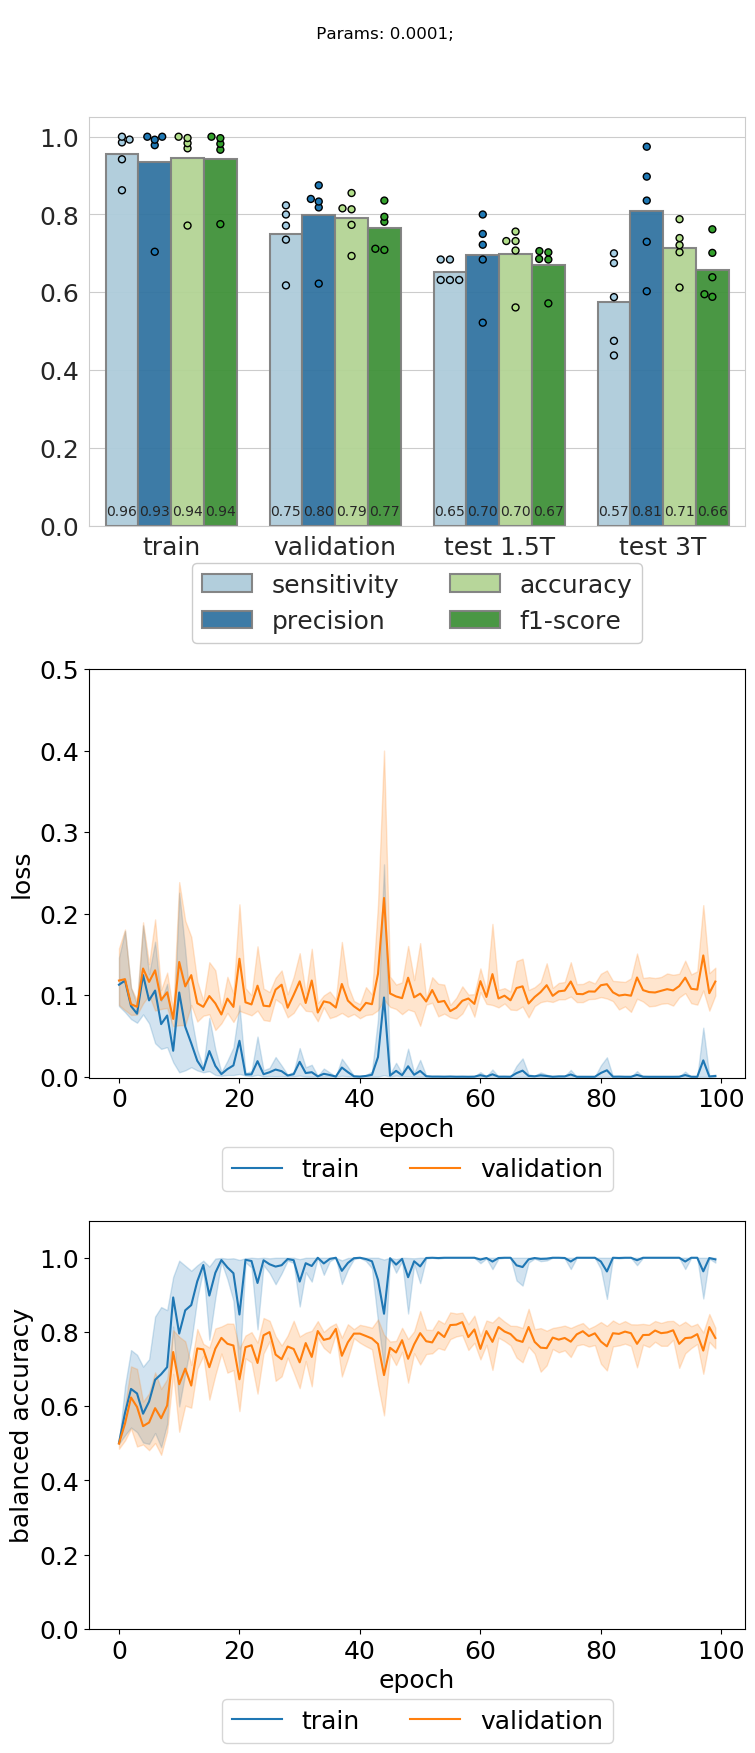 Params: 0.0001;
1.0
0.8
0.6
0.4
0.2
0.0
0.96 0.93 0.94 0.94 0.75 0.80 0.79 0.77 0.65 0.70 0.70 0.67 0.57 0.81 0.71 0.66
train validation test 1.5T test 3T
sensitivity accuracy
precision f1-score
0.5
0.4
0.3
0.2
0.1
0.0
loss
0 20 40 60 80 100
epoch
train validation
1.0
0.8
0.6
0.4
0.2
0.0
balanced accuracy
0 20 40 60 80 100
epoch
train validation